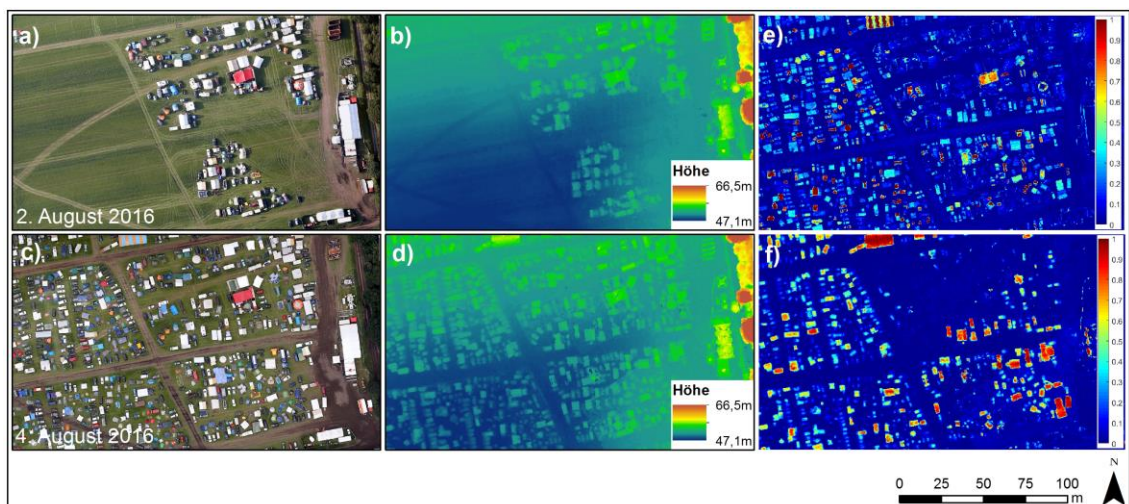 a)
2. August 2016
b)
Höhe
66,5m
47,1m
e)
1
0.9
0.8
0.7
0.6
0.5
0.4
0.3
0.2
0.1
0
c)
4. August 2016
d)
Höhe
66,5m
47,1m
f)
1
0.9
0.8
0.7
0.6
0.5
0.4
0.3
0.2
0.1
0
0 25 50 75 100
m
N